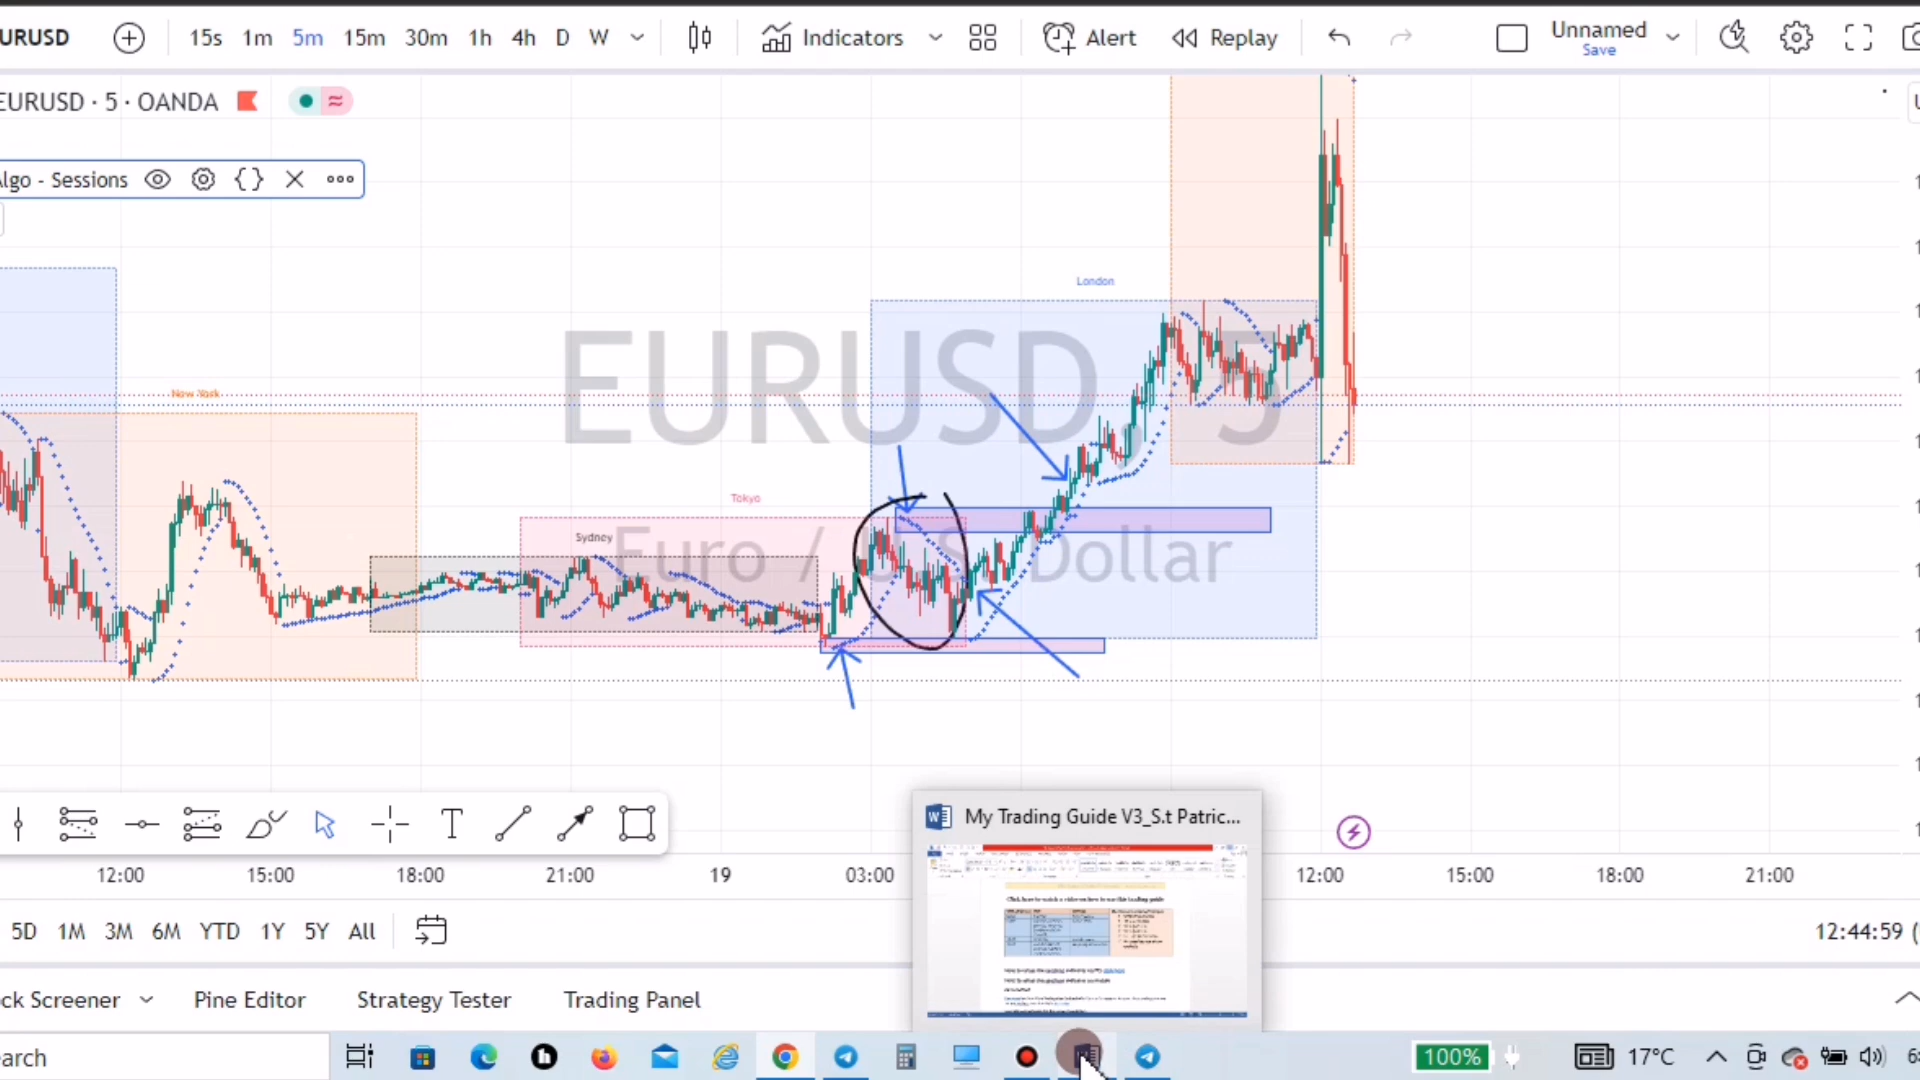 URUSD 15s 1m 5m 15m 30m 1h 4h D W Indicators Alert Replay Unnamed
Save
EURUSD · 5 · OANDA
Algo - Sessions
London
EURUSD, 5
New York
Tokyo
Sydney
Euro / U.S. Dollar
My Trading Guide V3_S.t Patric...
12:00 15:00 18:00 21:00 19 03:00 12:00 15:00 18:00 21:00
5D 1M 3M 6M YTD 1Y 5Y All 12:44:59 (
ck Screener Pine Editor Strategy Tester Trading Panel
earch 100% 17°C